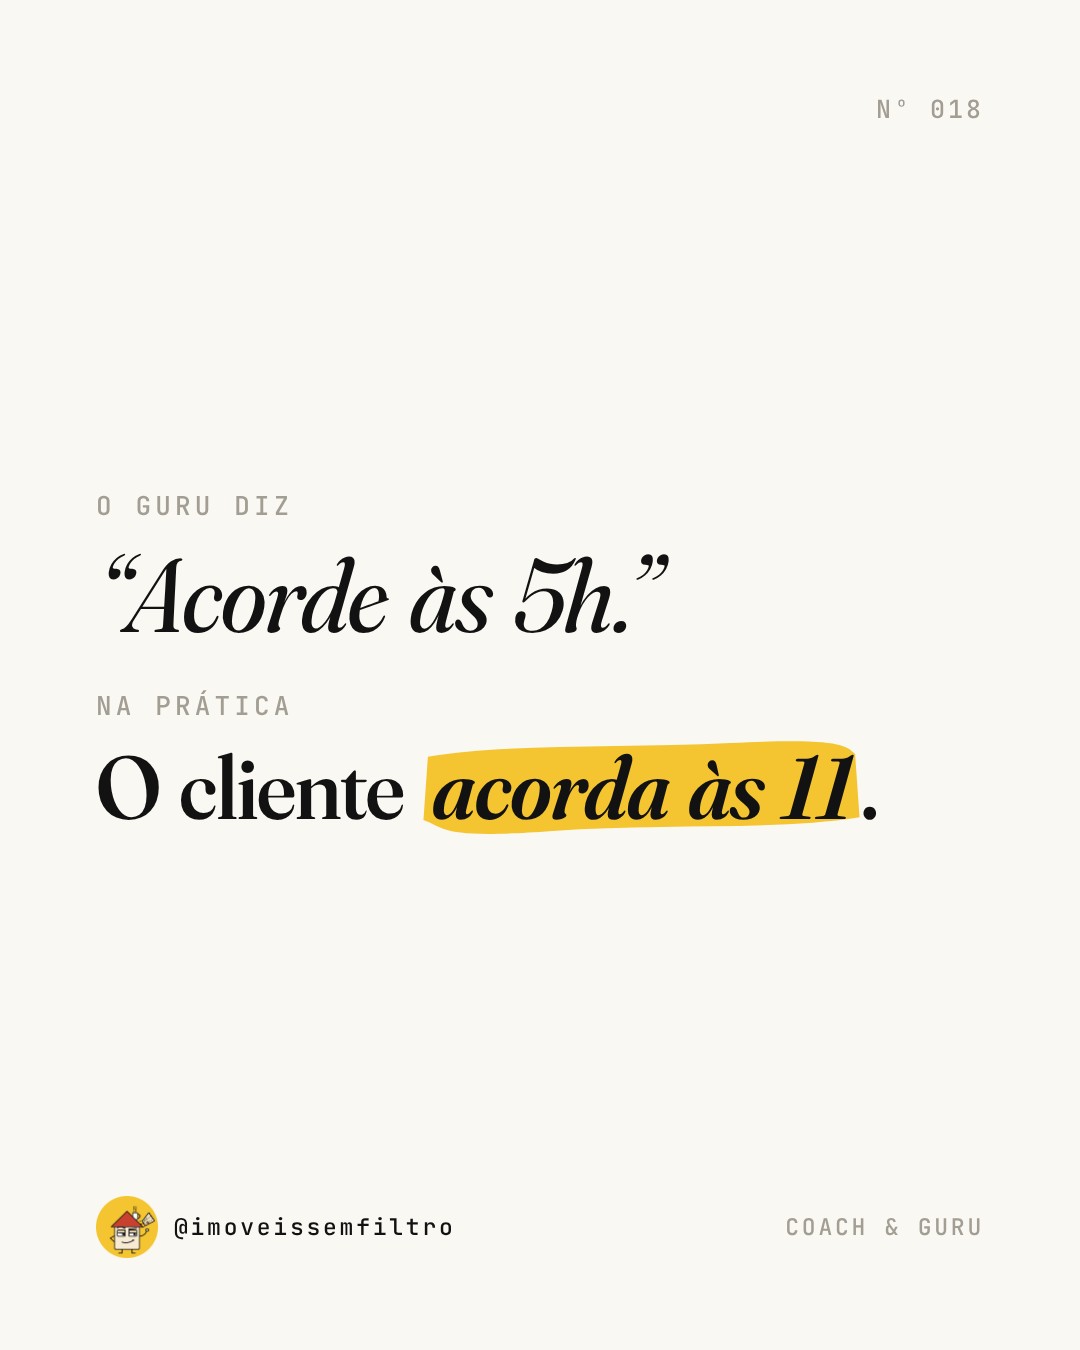 Nº 018
O GURU DIZ
“Acorde às 5h.”
NA PRÁTICA
O cliente acorda às 11.
@imoveissemfiltro
COACH & GURU